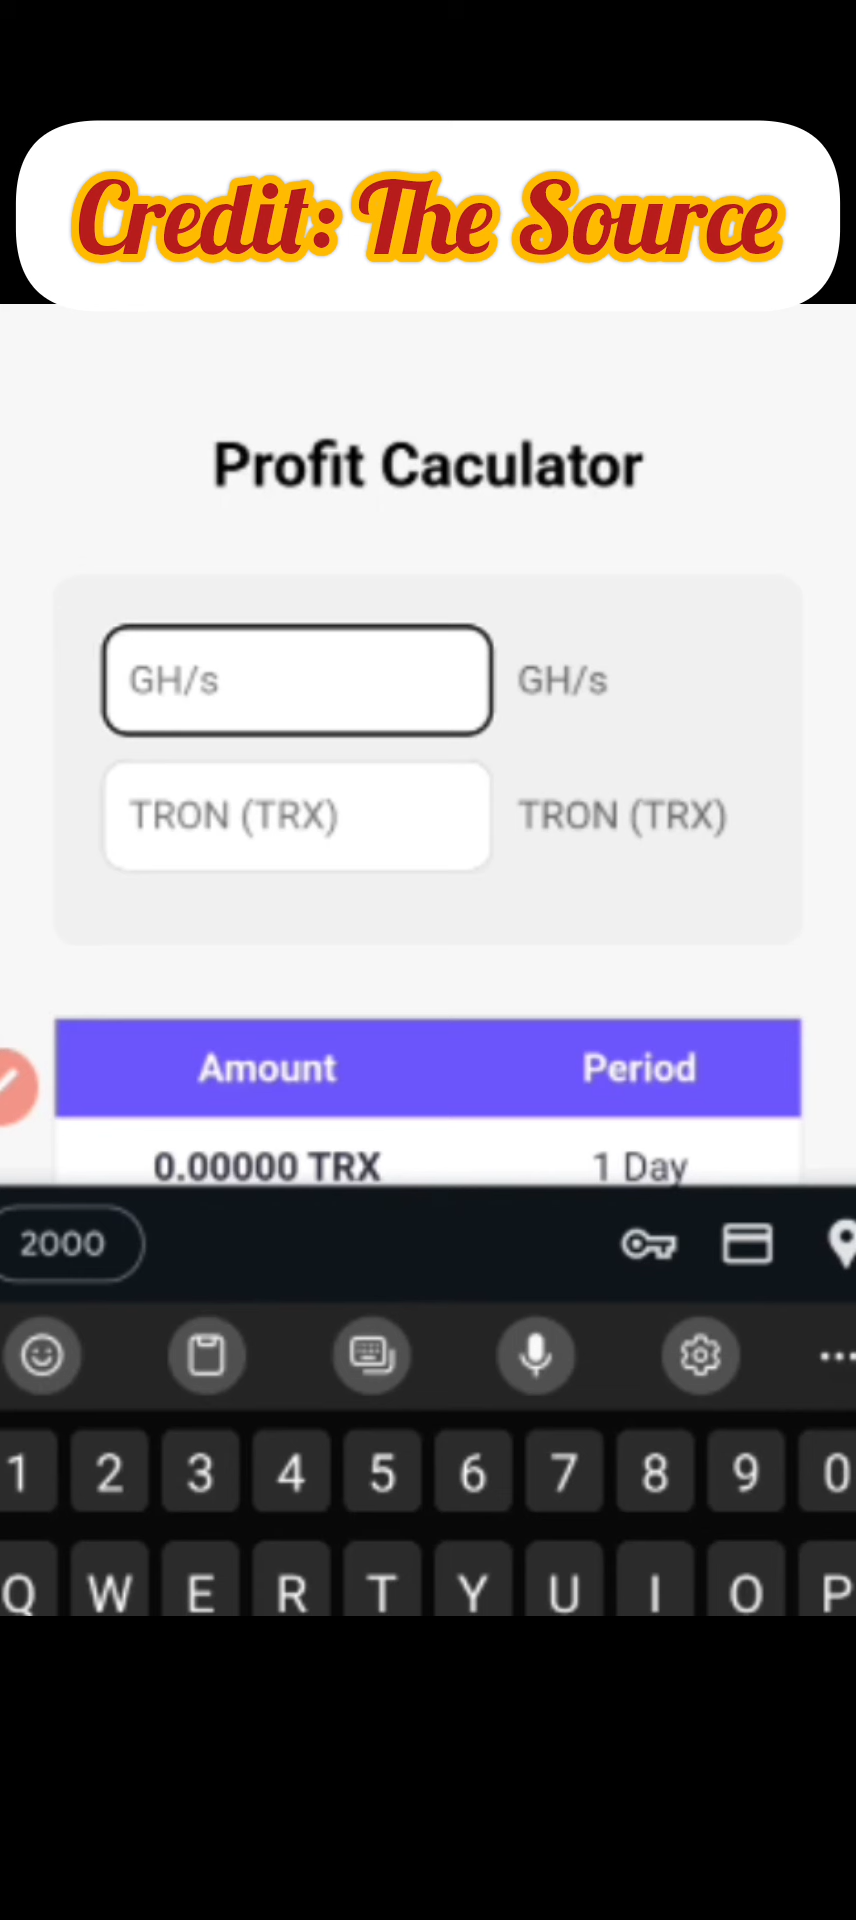 Credit: The Source
Profit Caculator
GH/s GH/s
TRON (TRX) TRON (TRX)
Amount Period
0.00000 TRX 1 Day
2000
1 2 3 4 5 6 7 8 9 0
Q W E R T Y U I O P